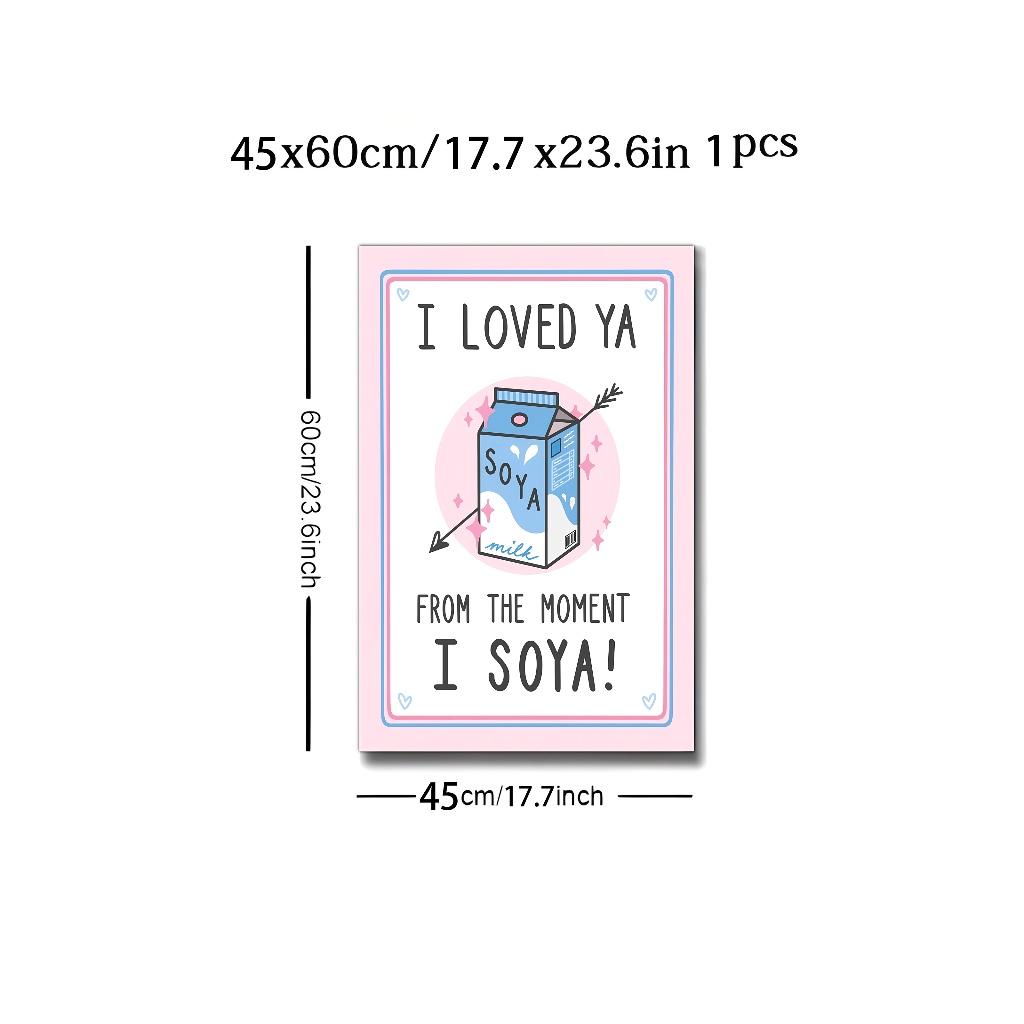 45x60cm/17.7 x23.6in 1pcs
I LOVED YA
SOYA
milk
FROM THE MOMENT
I SOYA!
60cm/23.6inch
45cm/17.7inch